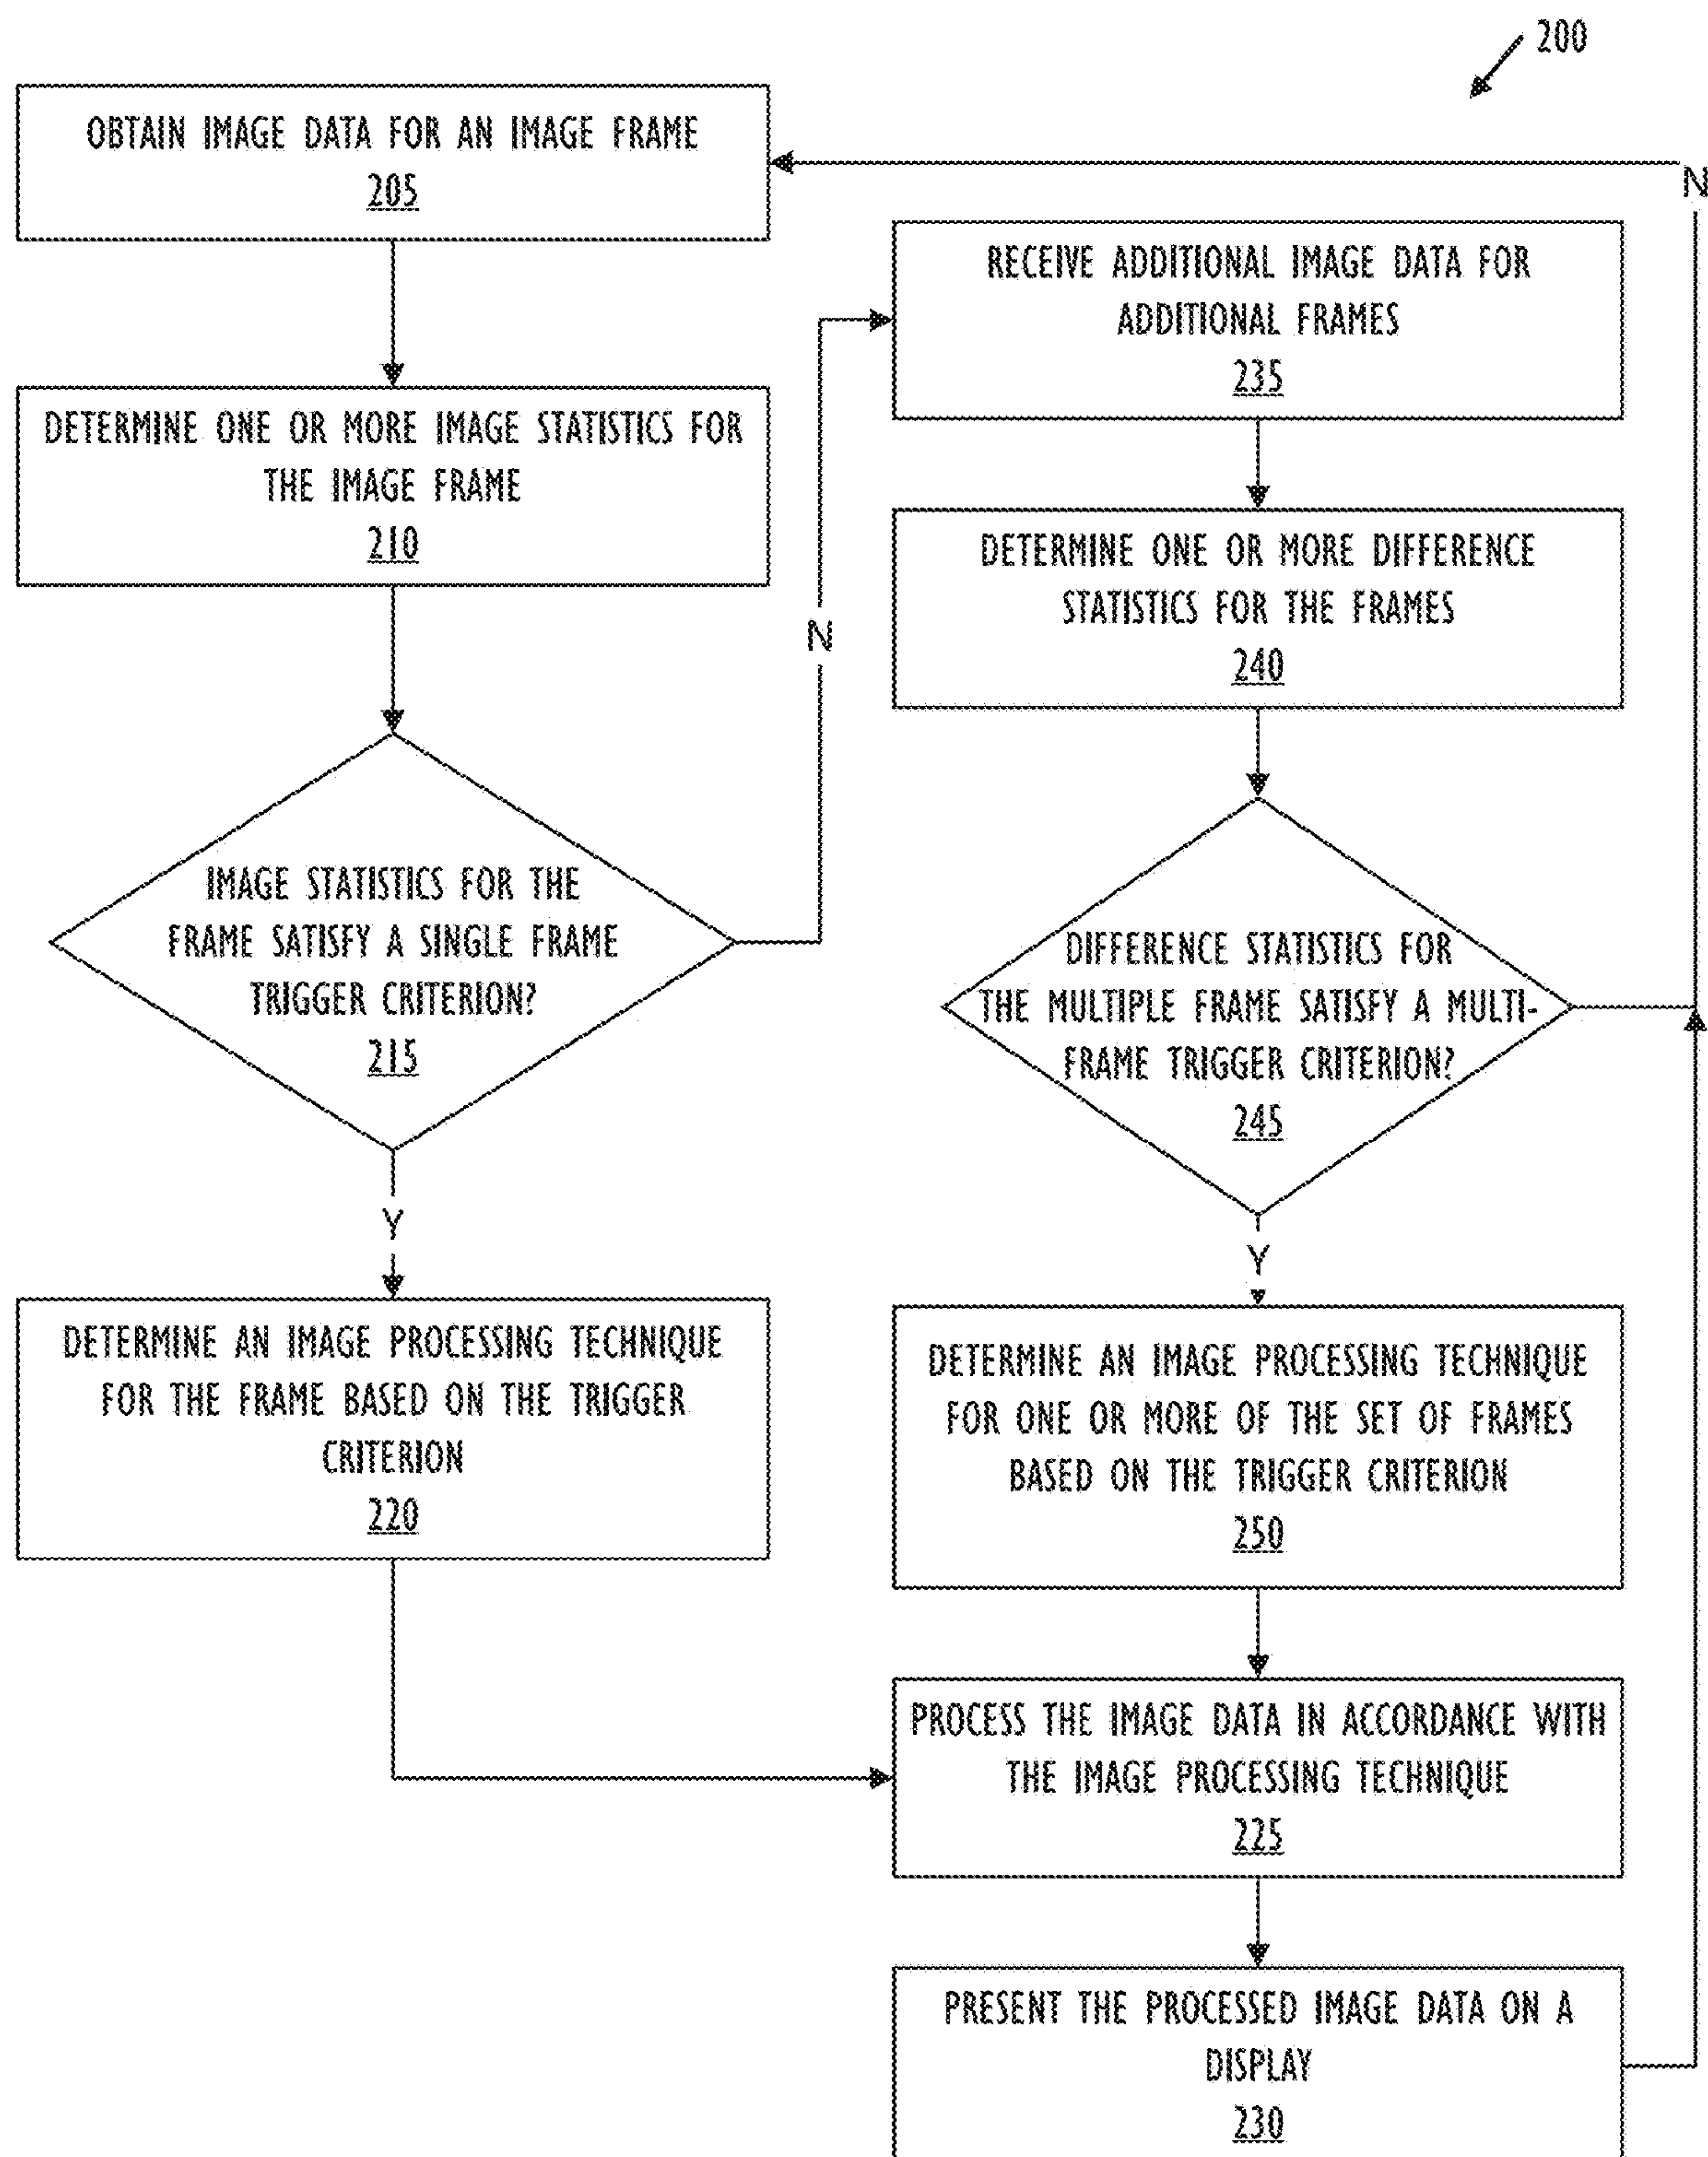 200
OBTAIN IMAGE DATA FOR AN IMAGE FRAME
205
N
RECEIVE ADDITIONAL IMAGE DATA FOR
ADDITIONAL FRAMES
235
DETERMINE ONE OR MORE IMAGE STATISTICS FOR
THE IMAGE FRAME
210
N
DETERMINE ONE OR MORE DIFFERENCE
STATISTICS FOR THE FRAMES
240
IMAGE STATISTICS FOR THE
FRAME SATISFY A SINGLE FRAME
TRIGGER CRITERION?
215
DIFFERENCE STATISTICS FOR
THE MULTIPLE FRAME SATISFY A MULTI-
FRAME TRIGGER CRITERION?
245
Y
Y
DETERMINE AN IMAGE PROCESSING TECHNIQUE
FOR THE FRAME BASED ON THE TRIGGER
CRITERION
220
DETERMINE AN IMAGE PROCESSING TECHNIQUE
FOR ONE OR MORE OF THE SET OF FRAMES
BASED ON THE TRIGGER CRITERION
250
PROCESS THE IMAGE DATA IN ACCORDANCE WITH
THE IMAGE PROCESSING TECHNIQUE
225
PRESENT THE PROCESSED IMAGE DATA ON A
DISPLAY
230